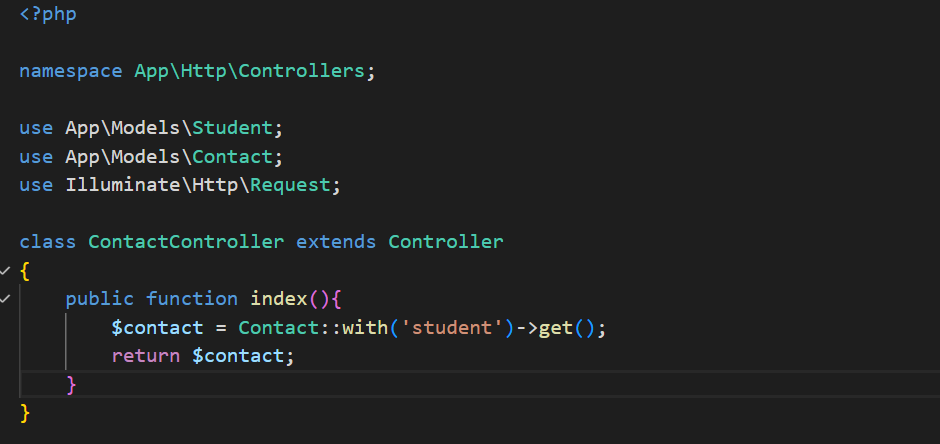 <?php
namespace App\Http\Controllers;
use App\Models\Student;
use App\Models\Contact;
use Illuminate\Http\Request;
class ContactController extends Controller
{
public function index(){
$contact = Contact::with('student')->get();
return $contact;
}
}